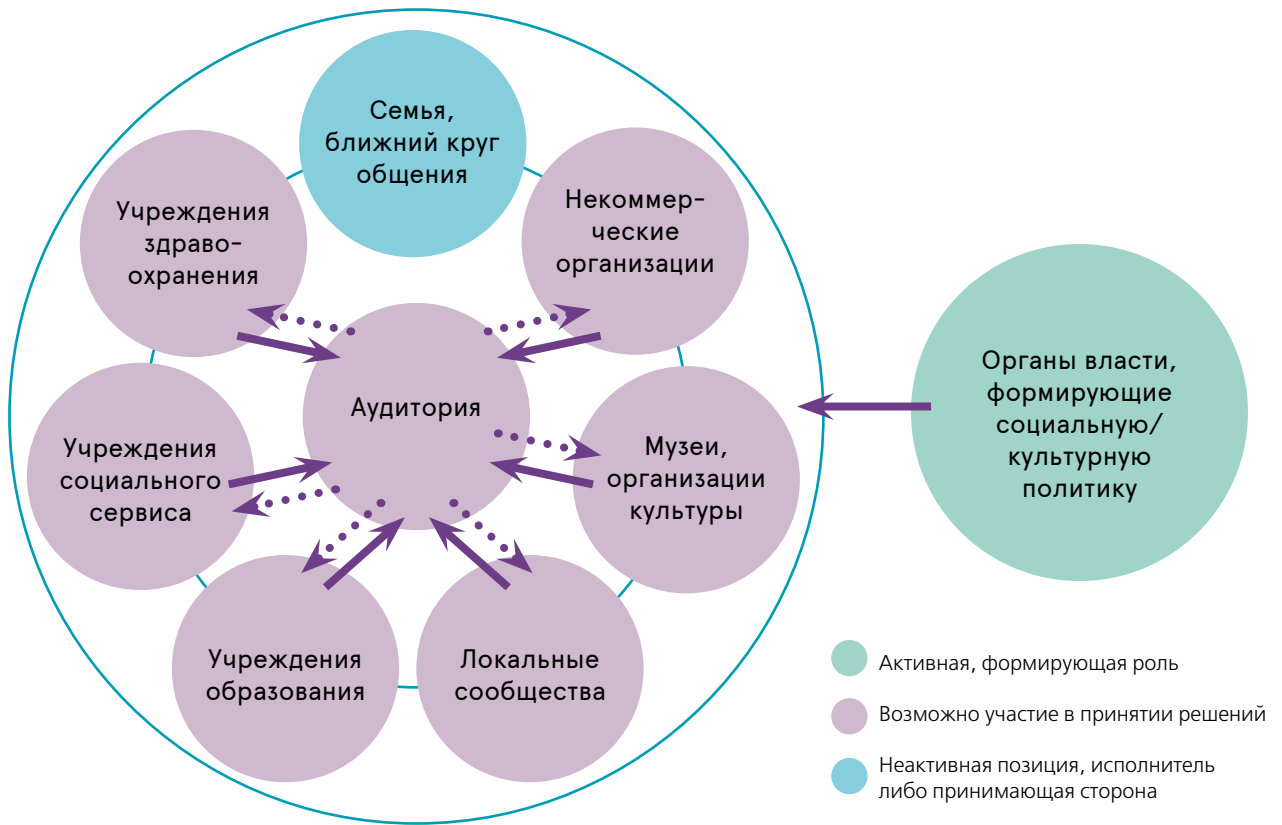 Семья,
ближний круг
общения
Учреждения
здраво-
охранения
Некоммер-
ческие
организации
Аудитория
Органы власти,
формирующие
социальную/
культурную
политику
Учреждения
социального
сервиса
Музеи,
организации
культуры
Учреждения
образования
Локальные
сообщества
Активная, формирующая роль
Возможно участие в принятии решений
Неактивная позиция, исполнитель
либо принимающая сторона